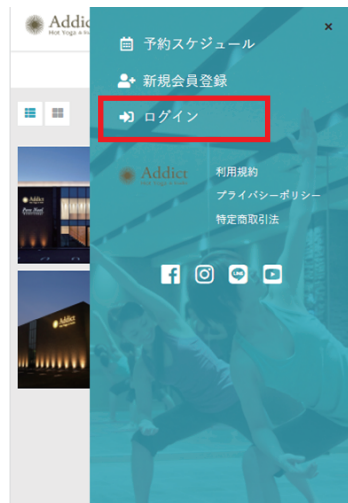 Addic
Hot Yoga
×
予約スケジュール
新規会員登録
ログイン
Addict
利用規約
プライバシーポリシー
特定商取引法
Addict
Addict